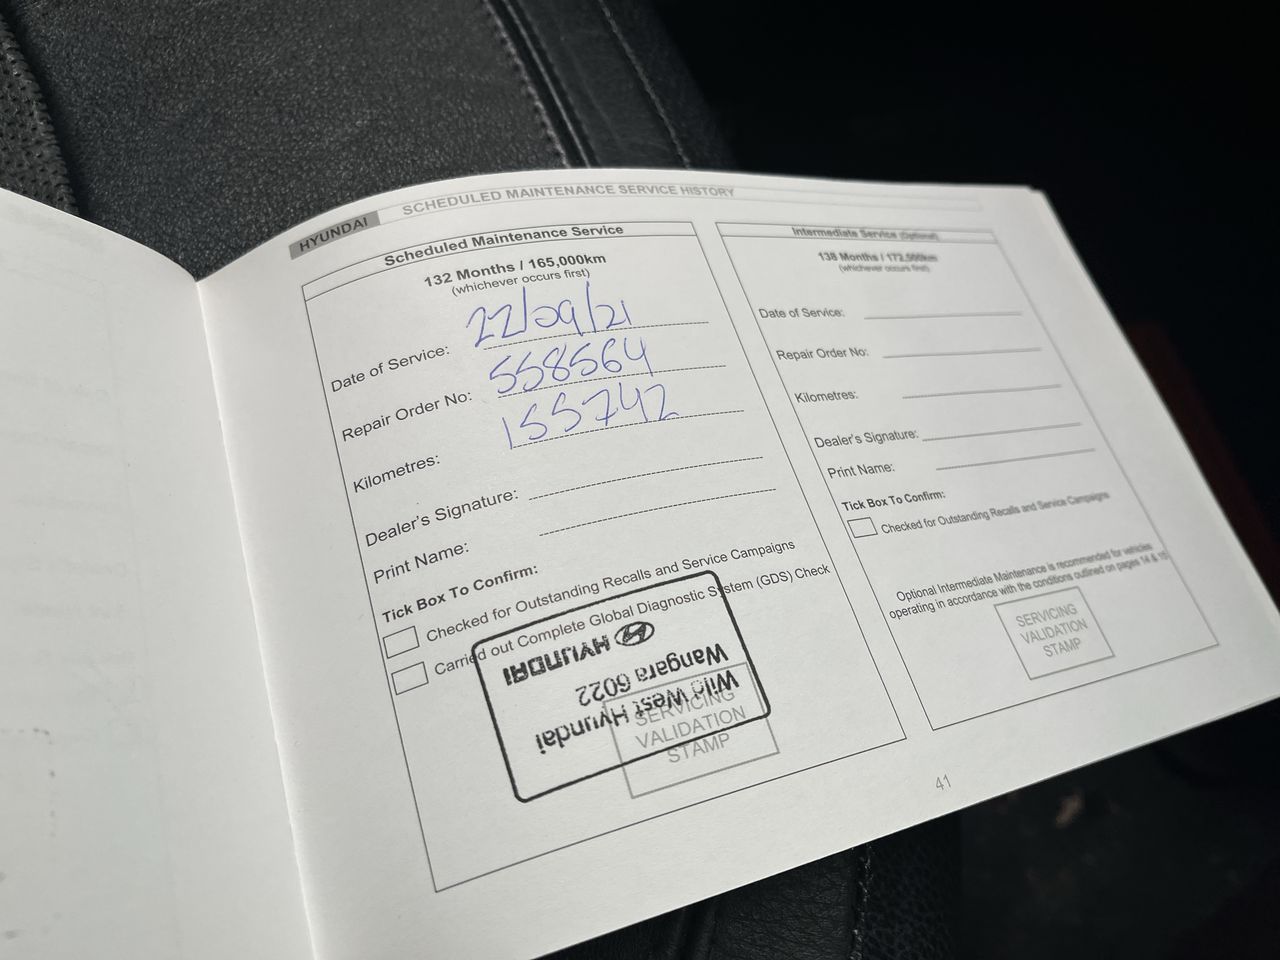 HYUNDAI SCHEDULED MAINTENANCE SERVICE HISTORY
Scheduled Maintenance Service
132 Months / 165,000km
(whichever occurs first)
Date of Service: 22/09/21
Repair Order No: 558564
Kilometres: 155742
Dealer's Signature:
Print Name:
Tick Box To Confirm:
Checked for Outstanding Recalls and Service Campaigns
Carried out Complete Global Diagnostic System (GDS) Check
Wild West Hyundai
Wangara 6022
HYUNDAI
SERVICING
VALIDATION
STAMP
Intermediate Service (Optional)
138 Months / 172,500km
(whichever occurs first)
Date of Service:
Repair Order No:
Kilometres:
Dealer's Signature:
Print Name:
Tick Box To Confirm:
Checked for Outstanding Recalls and Service Campaigns
Optional Intermediate Maintenance is recommended for vehicles
operating in accordance with the conditions outlined on pages 14 & 15.
SERVICING
VALIDATION
STAMP
41